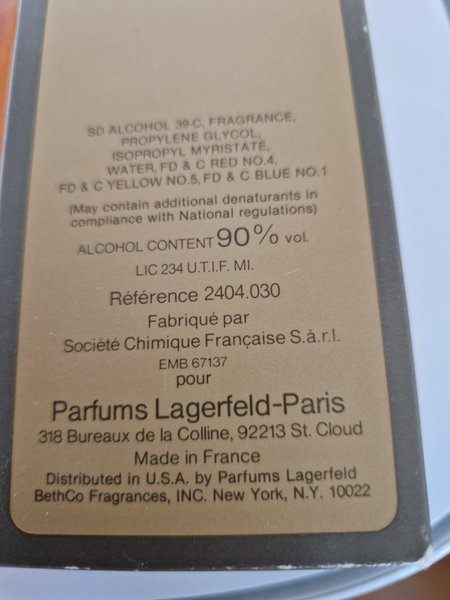 SD ALCOHOL 39-C, FRAGRANCE,
PROPYLENE GLYCOL,
ISOPROPYL MYRISTATE,
WATER, FD & C RED NO.4,
FD & C YELLOW NO.5, FD & C BLUE NO.1
(May contain additional denaturants in
compliance with National regulations)
ALCOHOL CONTENT 90% vol.
LIC 234 U.T.I.F. MI.
Référence 2404.030
Fabriqué par
Société Chimique Française S.à.r.l.
EMB 67137
pour
Parfums Lagerfeld-Paris
318 Bureaux de la Colline, 92213 St. Cloud
Made in France
Distributed in U.S.A. by Parfums Lagerfeld
BethCo Fragrances, INC. New York, N.Y. 10022